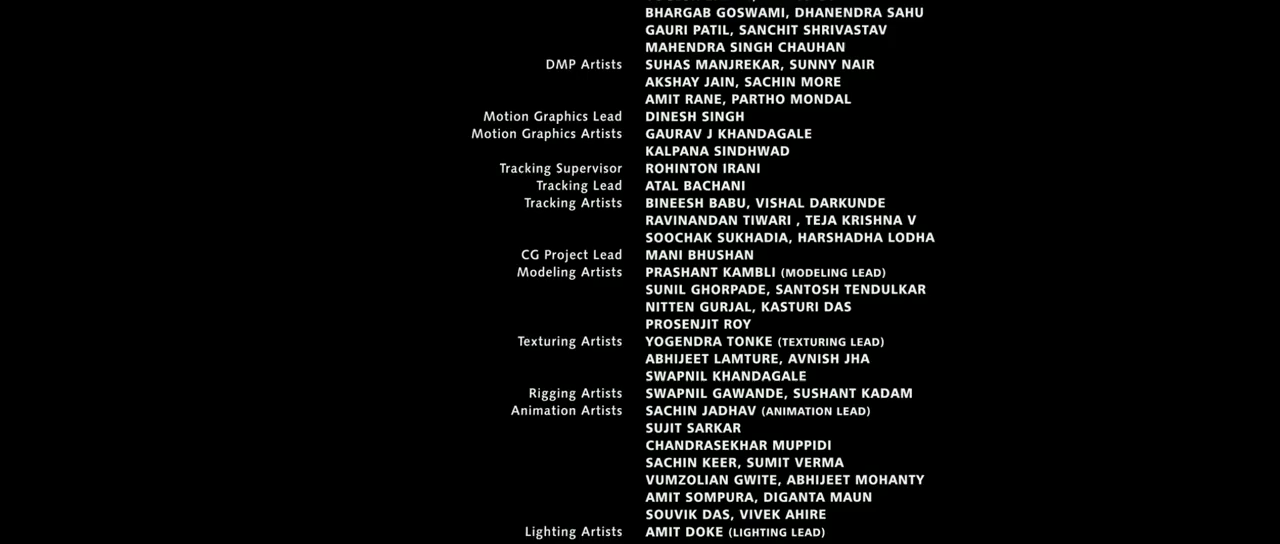 BHARGAB GOSWAMI, DHANENDRA SAHU
GAURI PATIL, SANCHIT SHRIVASTAV
MAHENDRA SINGH CHAUHAN
DMP Artists SUHAS MANJREKAR, SUNNY NAIR
AKSHAY JAIN, SACHIN MORE
AMIT RANE, PARTHO MONDAL
Motion Graphics Lead DINESH SINGH
Motion Graphics Artists GAURAV J KHANDAGALE
KALPANA SINDHWAD
Tracking Supervisor ROHINTON IRANI
Tracking Lead ATAL BACHANI
Tracking Artists BINEESH BABU, VISHAL DARKUNDE
RAVINANDAN TIWARI , TEJA KRISHNA V
SOOCHAK SUKHADIA, HARSHADHA LODHA
CG Project Lead MANI BHUSHAN
Modeling Artists PRASHANT KAMBLI (MODELING LEAD)
SUNIL GHORPADE, SANTOSH TENDULKAR
NITTEN GURJAL, KASTURI DAS
PROSENJIT ROY
Texturing Artists YOGENDRA TONKE (TEXTURING LEAD)
ABHIJEET LAMTURE, AVNISH JHA
SWAPNIL KHANDAGALE
Rigging Artists SWAPNIL GAWANDE, SUSHANT KADAM
Animation Artists SACHIN JADHAV (ANIMATION LEAD)
SUJIT SARKAR
CHANDRASEKHAR MUPPIDI
SACHIN KEER, SUMIT VERMA
VUMZOLIAN GWITE, ABHIJEET MOHANTY
AMIT SOMPURA, DIGANTA MAUN
SOUVIK DAS, VIVEK AHIRE
Lighting Artists AMIT DOKE (LIGHTING LEAD)